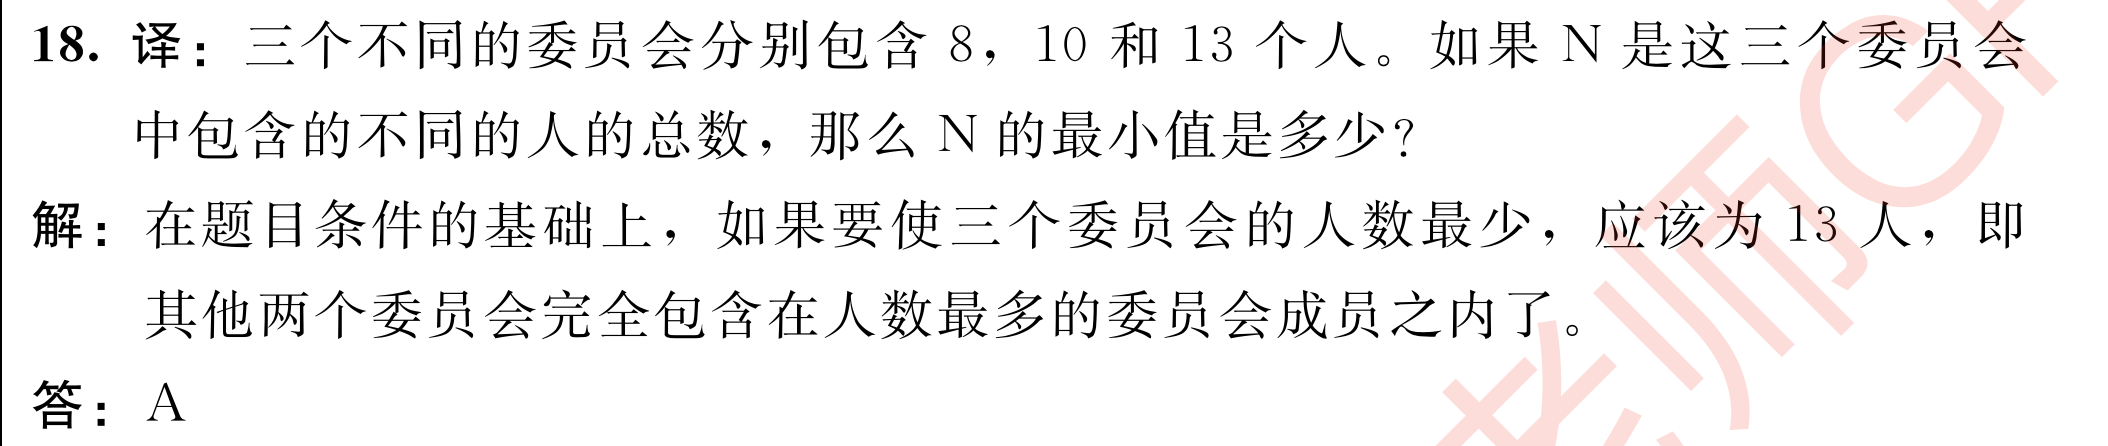 18. 译：三个不同的委员会分别包含 8，10 和 13 个人。如果 N 是这三个委员会
中包含的不同的人的总数，那么 N 的最小值是多少？
解：在题目条件的基础上，如果要使三个委员会的人数最少，应该为 13 人，即
其他两个委员会完全包含在人数最多的委员会成员之内了。
答：A
老师G